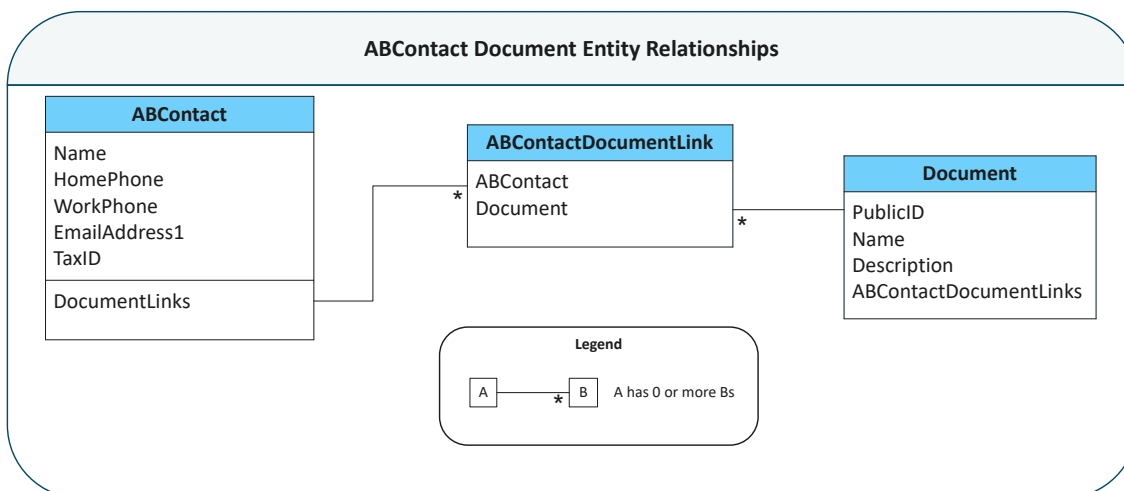 ABContact Document Entity Relationships
ABContact
Name
HomePhone
WorkPhone
EmailAddress1
TaxID
DocumentLinks
*
ABContactDocumentLink
ABContact
Document
*
Document
PublicID
Name
Description
ABContactDocumentLinks
Legend
A
*
B
A has 0 or more Bs